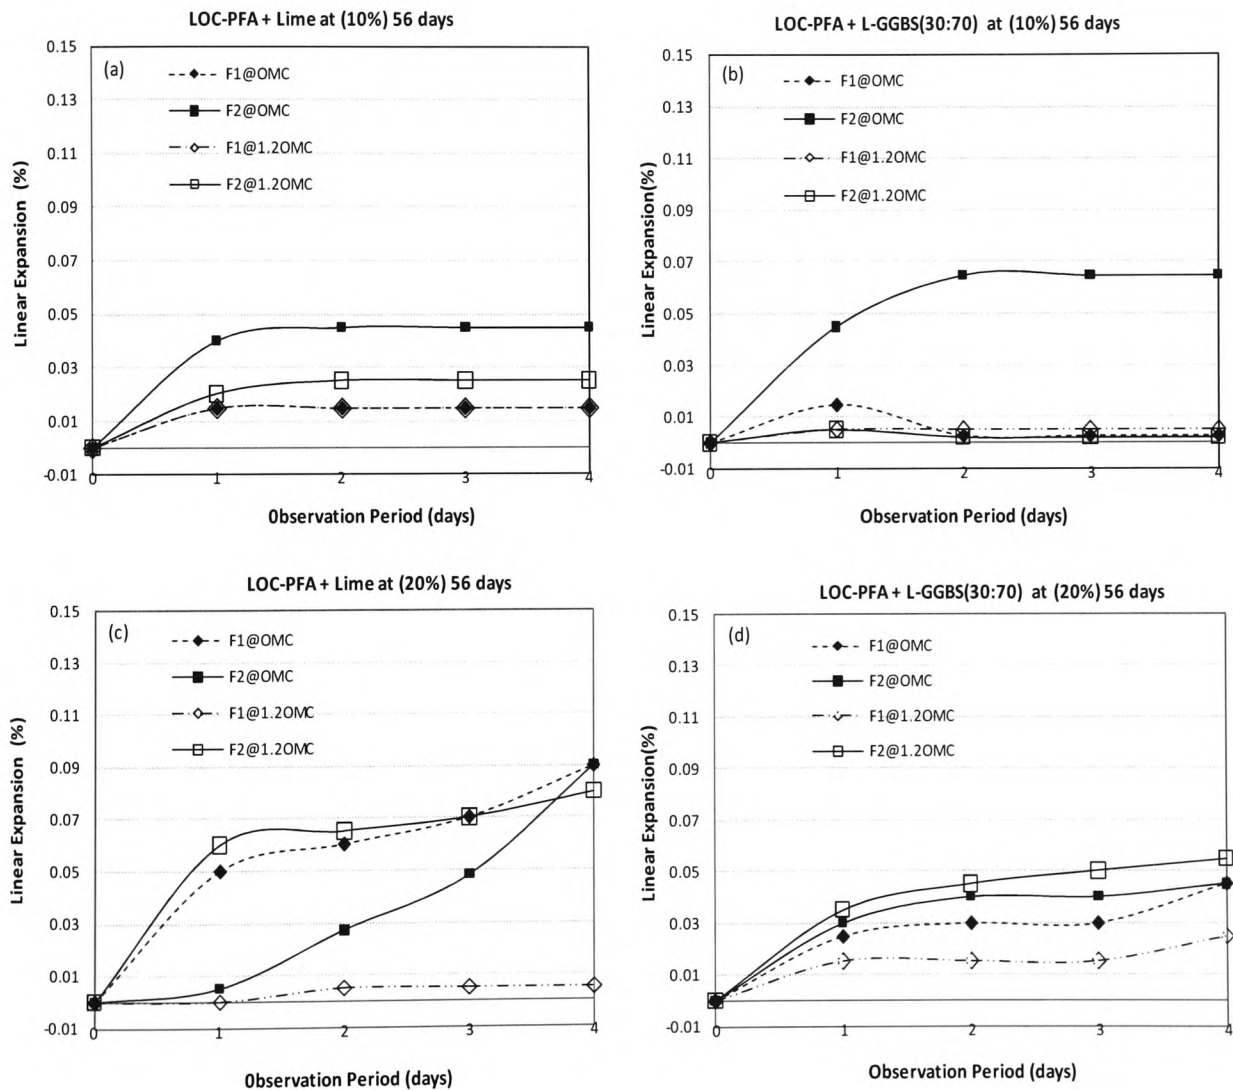 LOC-PFA + Lime at (10%) 56 days
(a)
F1@OMC
F2@OMC
F1@1.2OMC
F2@1.2OMC
0.15
0.13
0.11
0.09
0.07
0.05
0.03
0.01
-0.01
Linear Expansion (%)
0 1 2 3 4
Observation Period (days)
LOC-PFA + L-GGBS(30:70) at (10%) 56 days
(b)
F1@OMC
F2@OMC
F1@1.2OMC
F2@1.2OMC
0.15
0.13
0.11
0.09
0.07
0.05
0.03
0.01
-0.01
Linear Expansion(%)
0 1 2 3 4
Observation Period (days)
LOC-PFA + Lime at (20%) 56 days
(c)
F1@OMC
F2@OMC
F1@1.2OMC
F2@1.2OMC
0.15
0.13
0.11
0.09
0.07
0.05
0.03
0.01
-0.01
Linear Expansion (%)
0 1 2 3 4
Observation Period (days)
LOC-PFA + L-GGBS(30:70) at (20%) 56 days
(d)
F1@OMC
F2@OMC
F1@1.2OMC
F2@1.2OMC
0.15
0.13
0.11
0.09
0.07
0.05
0.03
0.01
-0.01
Linear Expansion(%)
0 1 2 3 4
Observation Period (days)